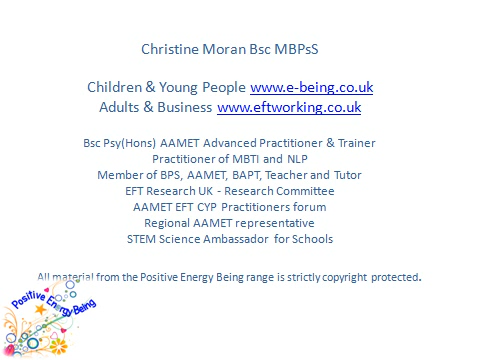 Christine Moran Bsc MBPsS
Children & Young People www.e-being.co.uk
Adults & Business www.eftworking.co.uk
Bsc Psy(Hons) AAMET Advanced Practitioner & Trainer
Practitioner of MBTI and NLP
Member of BPS, AAMET, BAPT, Teacher and Tutor
EFT Research UK - Research Committee
AAMET EFT CYP Practitioners forum
Regional AAMET representative
STEM Science Ambassador for Schools
All material from the Positive Energy Being range is strictly copyright protected.
Positive Energy Being